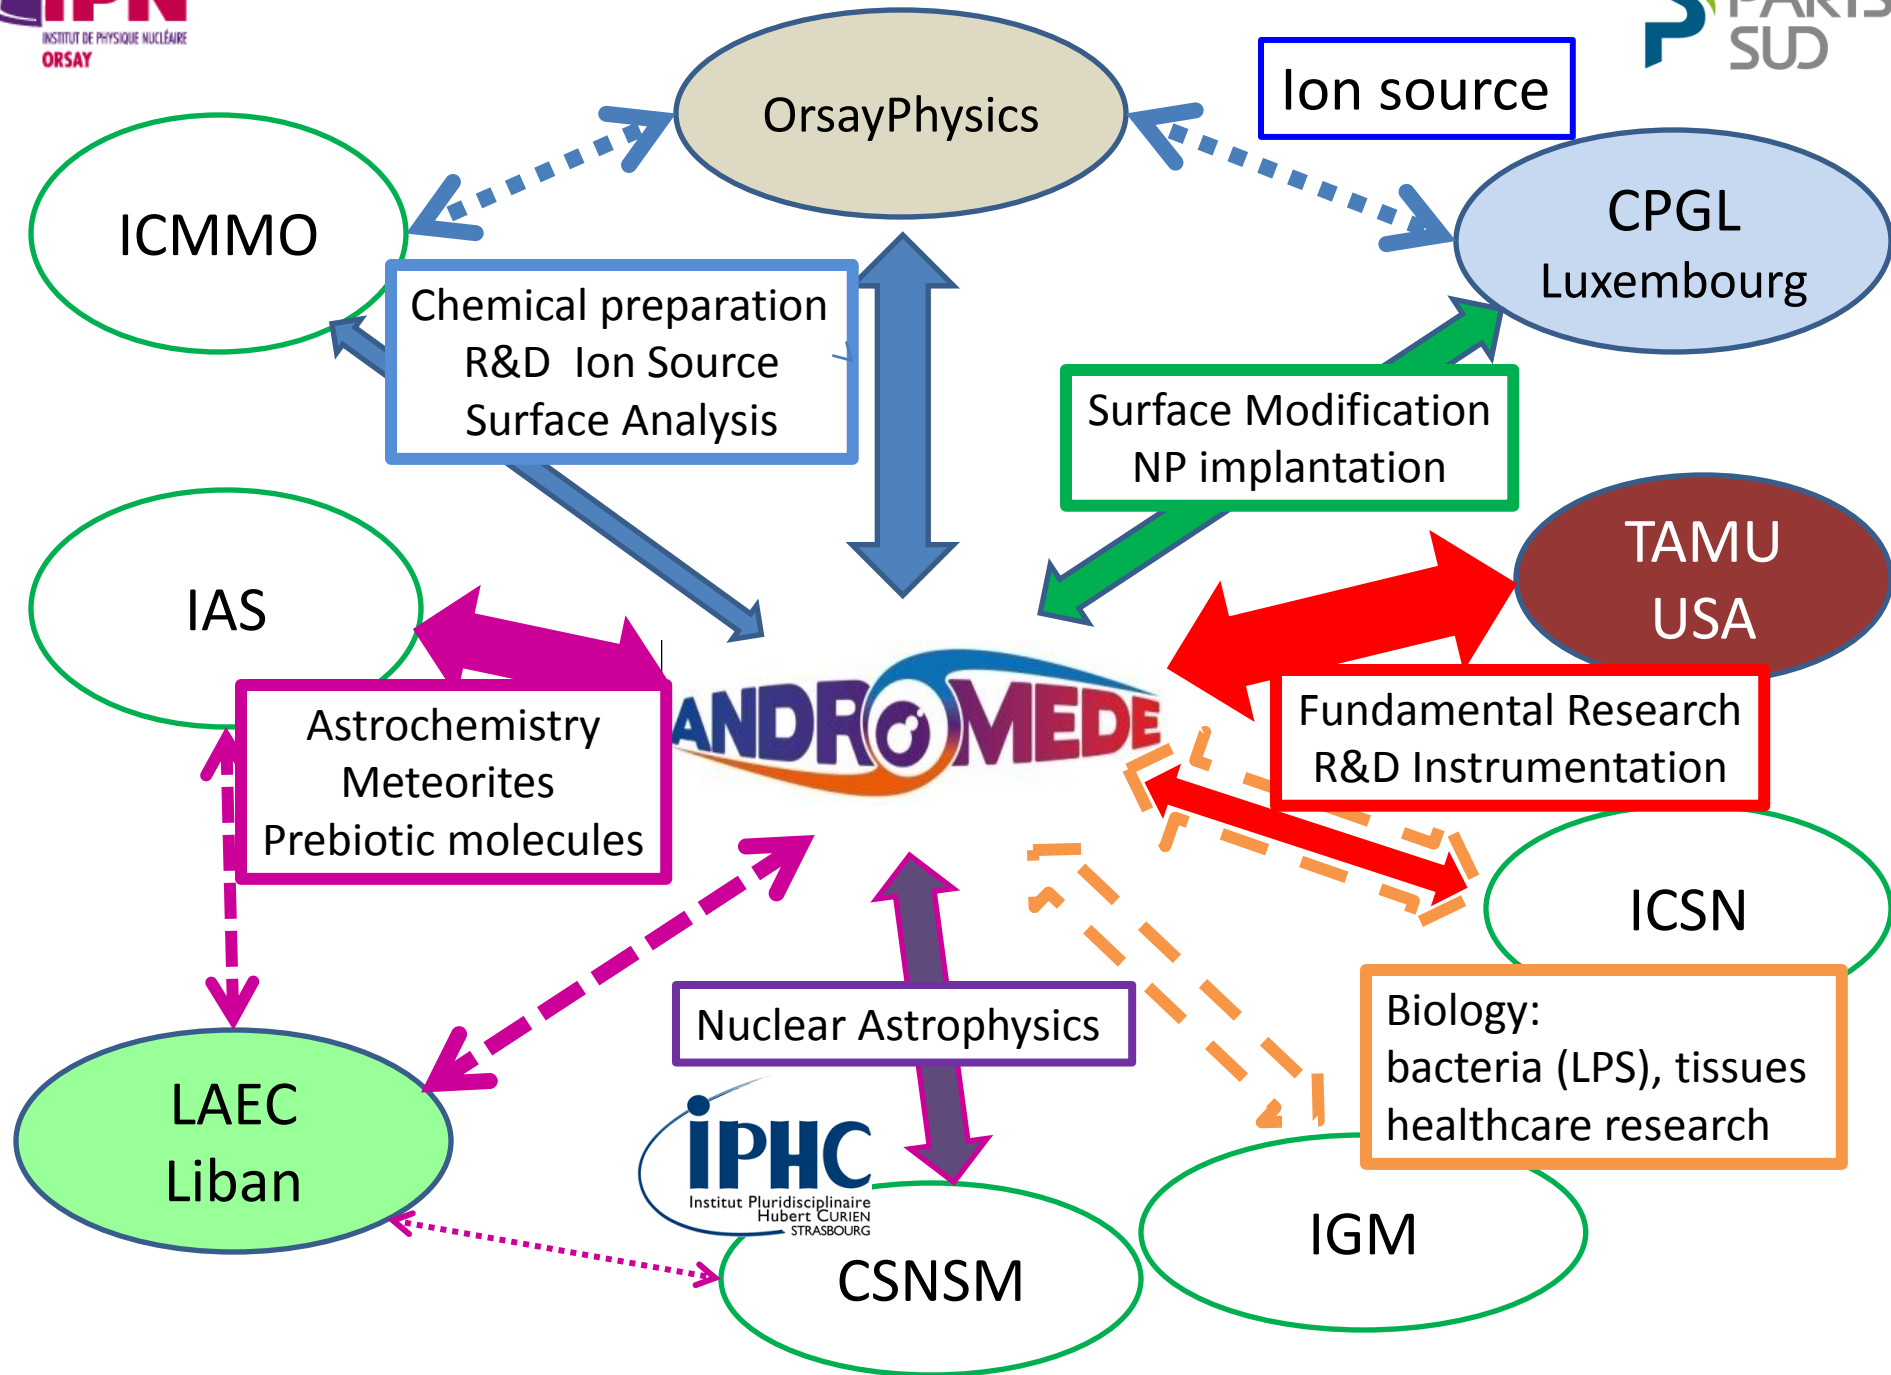 IPN
INSTITUT DE PHYSIQUE NUCLÉAIRE
ORSAY
PARIS
SUD
OrsayPhysics
Ion source
ICMMO
CPGL
Luxembourg
Chemical preparation
R&D Ion Source
Surface Analysis
Surface Modification
NP implantation
TAMU
USA
IAS
ANDROMEDE
Fundamental Research
R&D Instrumentation
Astrochemistry
Meteorites
Prebiotic molecules
ICSN
Nuclear Astrophysics
Biology:
bacteria (LPS), tissues
healthcare research
LAEC
Liban
iPHC
Institut Pluridisciplinaire
Hubert CURIEN
STRASBOURG
IGM
CSNSM